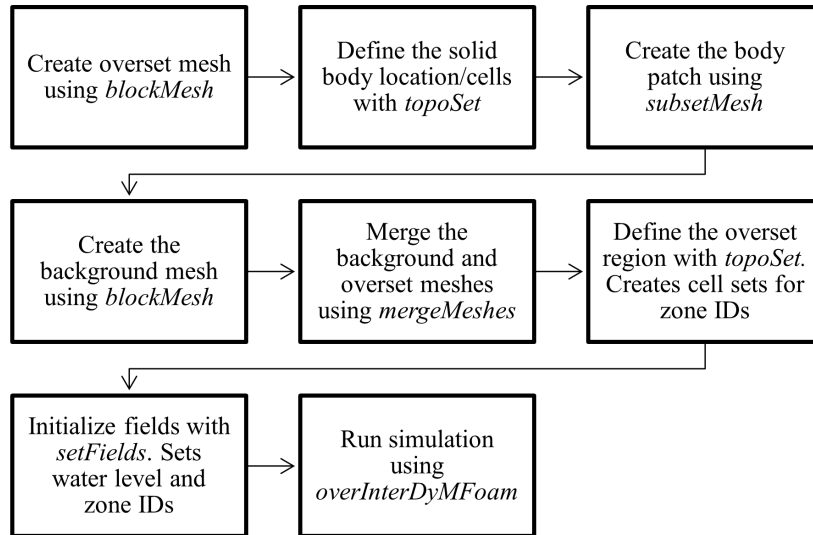 Create overset mesh
using blockMesh
Define the solid
body location/cells
with topoSet
Create the body
patch using
subsetMesh
Create the
background mesh
using blockMesh
Merge the
background and
overset meshes
using mergeMeshes
Define the overset
region with topoSet.
Creates cell sets for
zone IDs
Initialize fields with
setFields. Sets
water level and
zone IDs
Run simulation
using
overInterDyMFoam